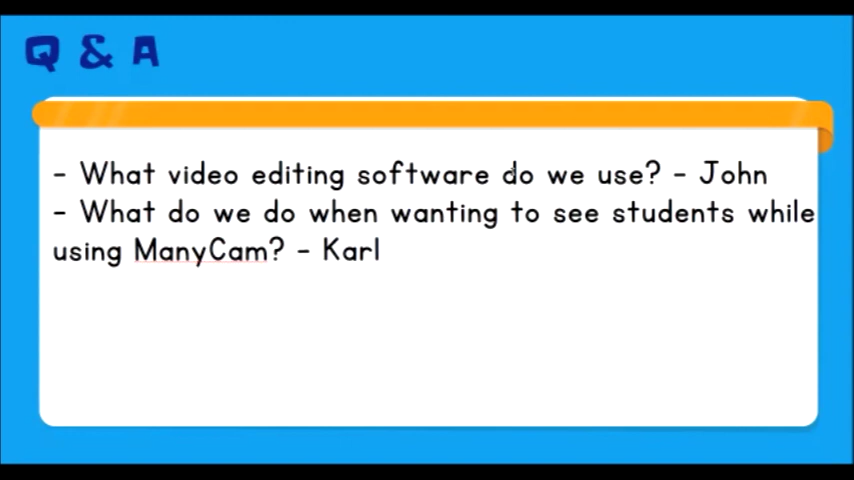 Q & A
- What video editing software do we use? - John
- What do we do when wanting to see students while
using ManyCam? - Karl